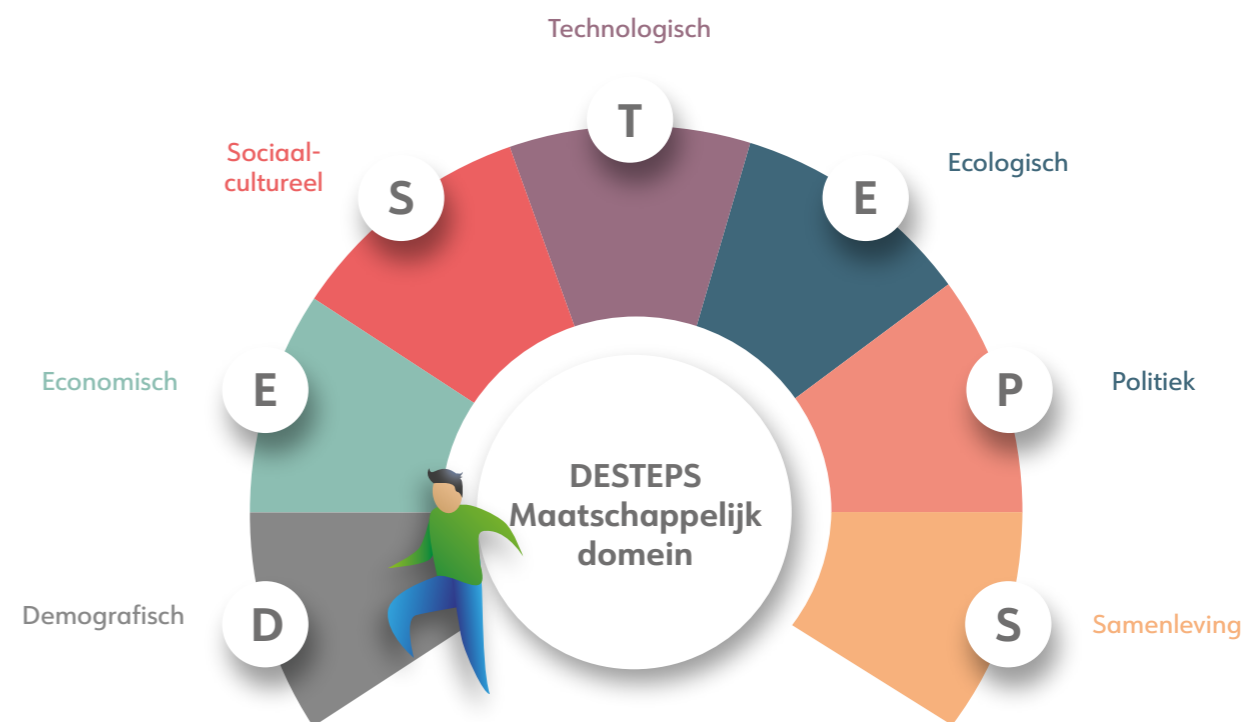 Technologisch
T
Sociaal-
cultureel
S
Ecologisch
E
Economisch
E
Politiek
P
DESTEPS
Maatschappelijk
domein
Demografisch
D
Samenleving
S